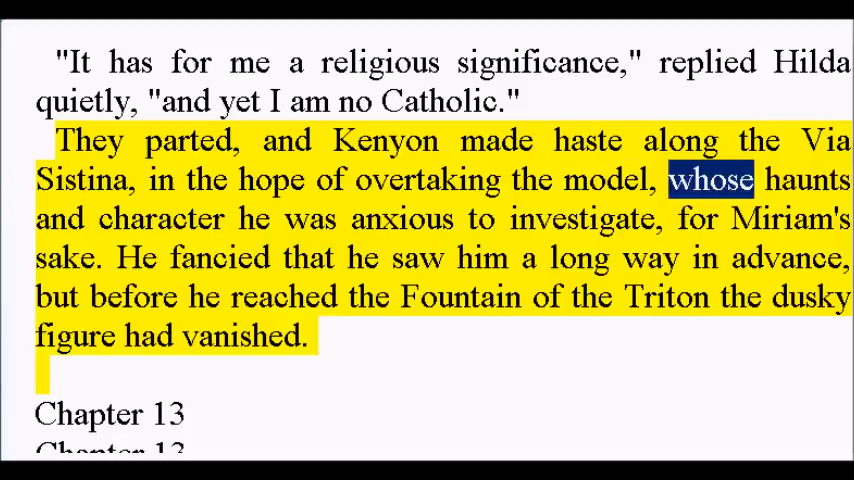 "It has for me a religious significance," replied Hilda
quietly, "and yet I am no Catholic."
They parted, and Kenyon made haste along the Via
Sistina, in the hope of overtaking the model, whose haunts
and character he was anxious to investigate, for Miriam's
sake. He fancied that he saw him a long way in advance,
but before he reached the Fountain of the Triton the dusky
figure had vanished.
Chapter 13
Chapter 13